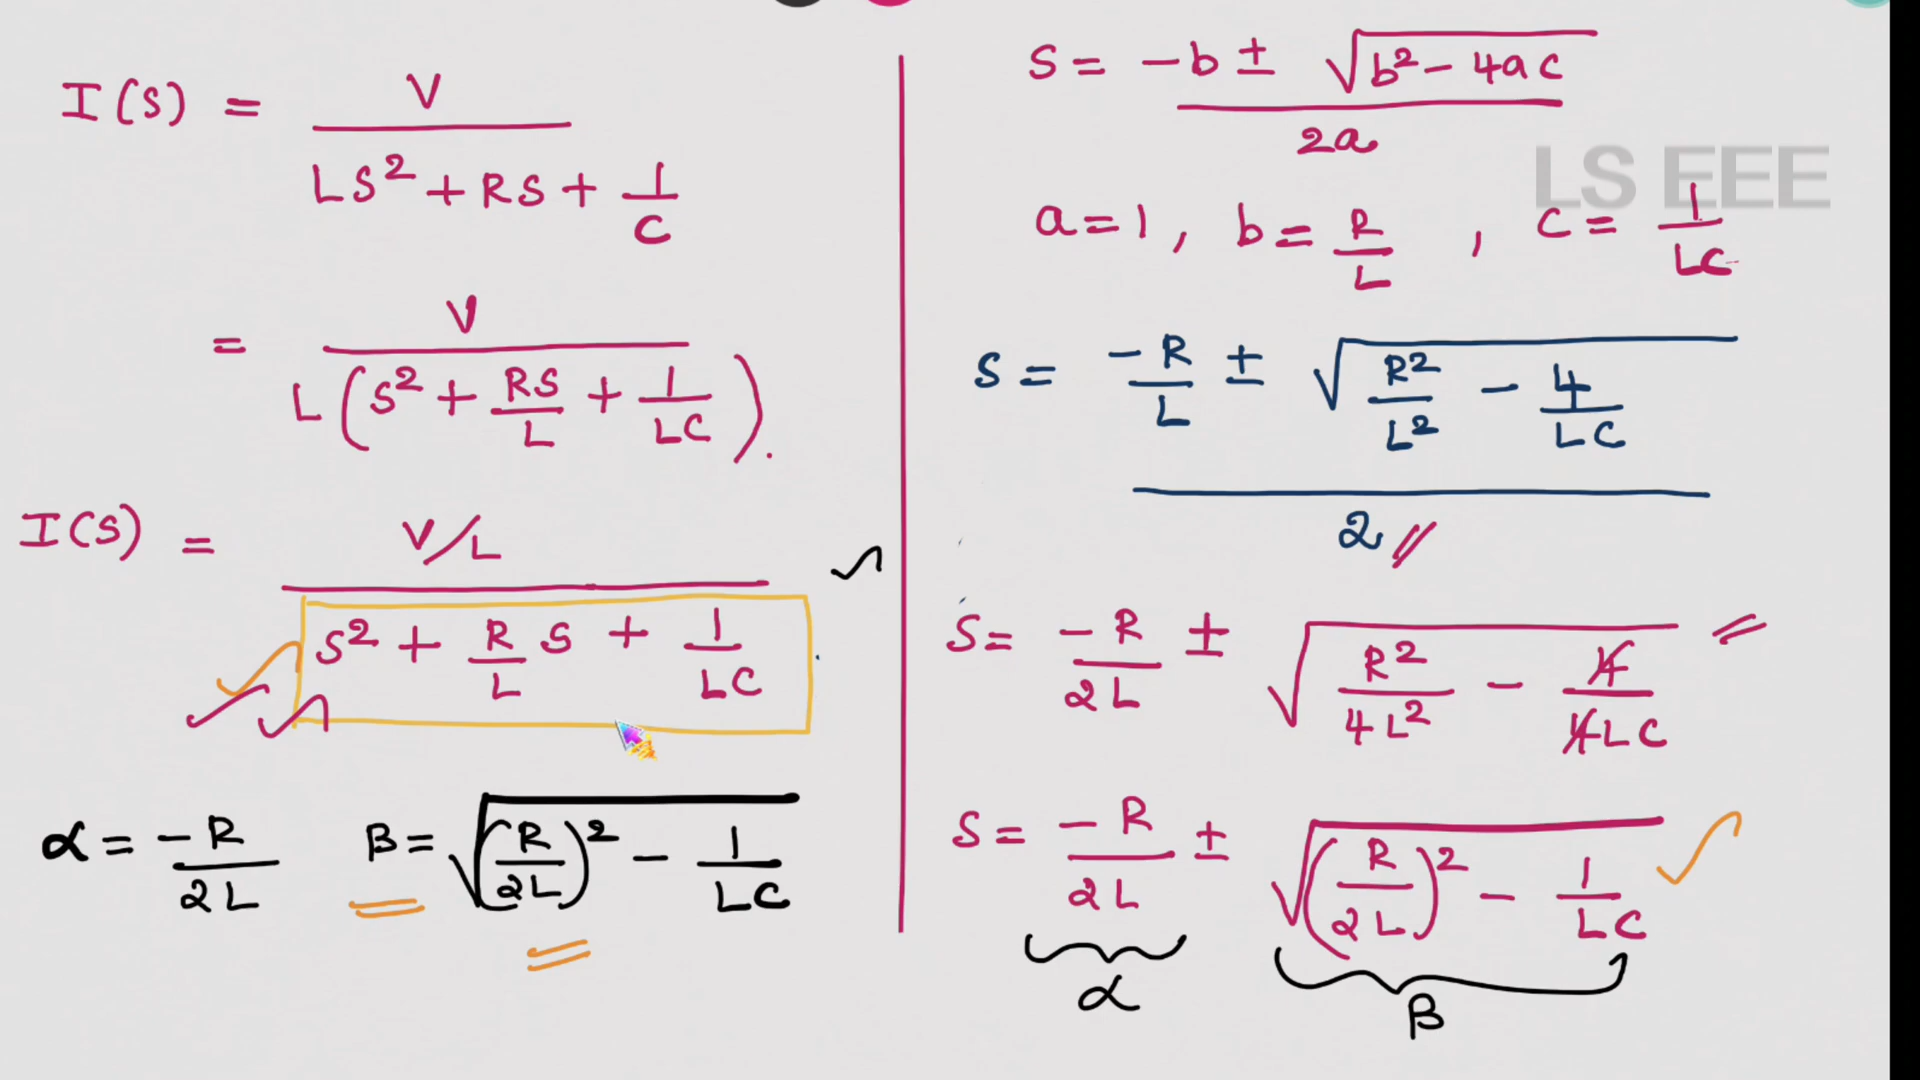 I(S) = V / (LS² + RS + 1/C)
= V / L(S² + RS/L + 1/LC).
I(S) = V/L / (S² + R/L S + 1/LC)
α = -R/2L B = √((R/2L)² - 1/LC)
S = -b ± √(b² - 4ac) / 2a
LS EEE
a = 1, b = R/L, c = 1/LC
S = (-R/L ± √(R²/L² - 4/LC)) / 2
S = -R/2L ± √(R²/4L² - 4/4LC)
S = -R/2L ± √((R/2L)² - 1/LC)
α B